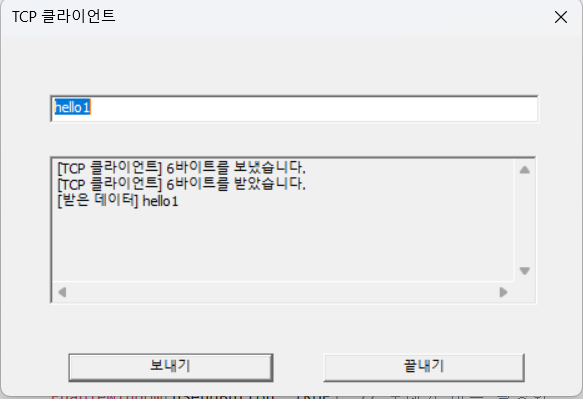 TCP 클라이언트
hello1
[TCP 클라이언트] 6바이트를 보냈습니다.
[TCP 클라이언트] 6바이트를 받았습니다.
[받은 데이터] hello1
보내기
끝내기